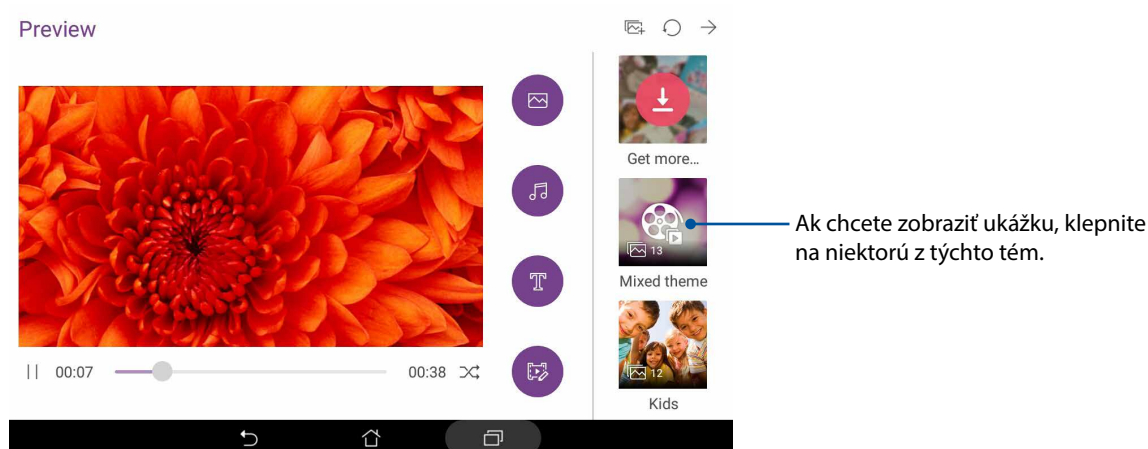 Preview
Get more...
13
Ak chcete zobraziť ukážku, klepnite
na niektorú z týchto tém.
Mixed theme
12
00:07
00:38
Kids